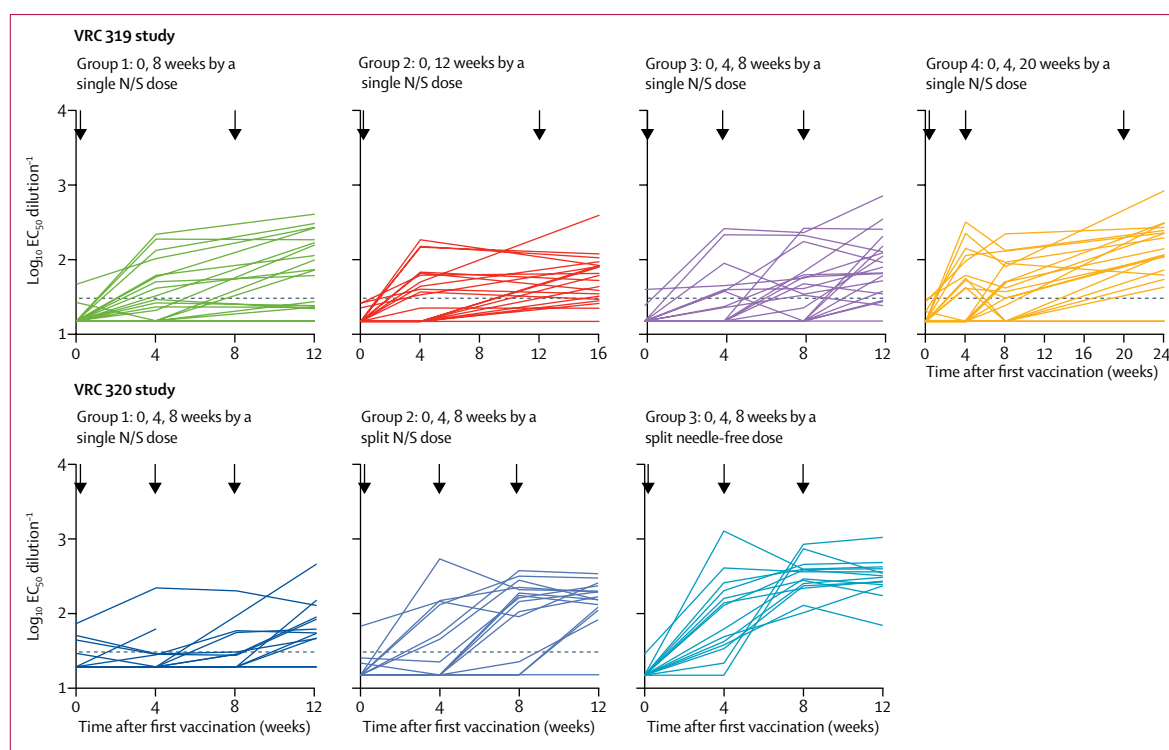 VRC 319 study
Group 1: 0, 8 weeks by a
single N/S dose
Group 2: 0, 12 weeks by a
single N/S dose
Group 3: 0, 4, 8 weeks by a
single N/S dose
Group 4: 0, 4, 20 weeks by a
single N/S dose
4
3
2
1
Log₁₀ EC₅₀ dilution⁻¹
0 4 8 12
0 4 8 12 16
0 4 8 12
0 4 8 12 16 20 24
Time after first vaccination (weeks)
VRC 320 study
Group 1: 0, 4, 8 weeks by a
single N/S dose
Group 2: 0, 4, 8 weeks by a
split N/S dose
Group 3: 0, 4, 8 weeks by a
split needle-free dose
4
3
2
1
Log₁₀ EC₅₀ dilution⁻¹
0 4 8 12
0 4 8 12
0 4 8 12
Time after first vaccination (weeks)
Time after first vaccination (weeks)
Time after first vaccination (weeks)